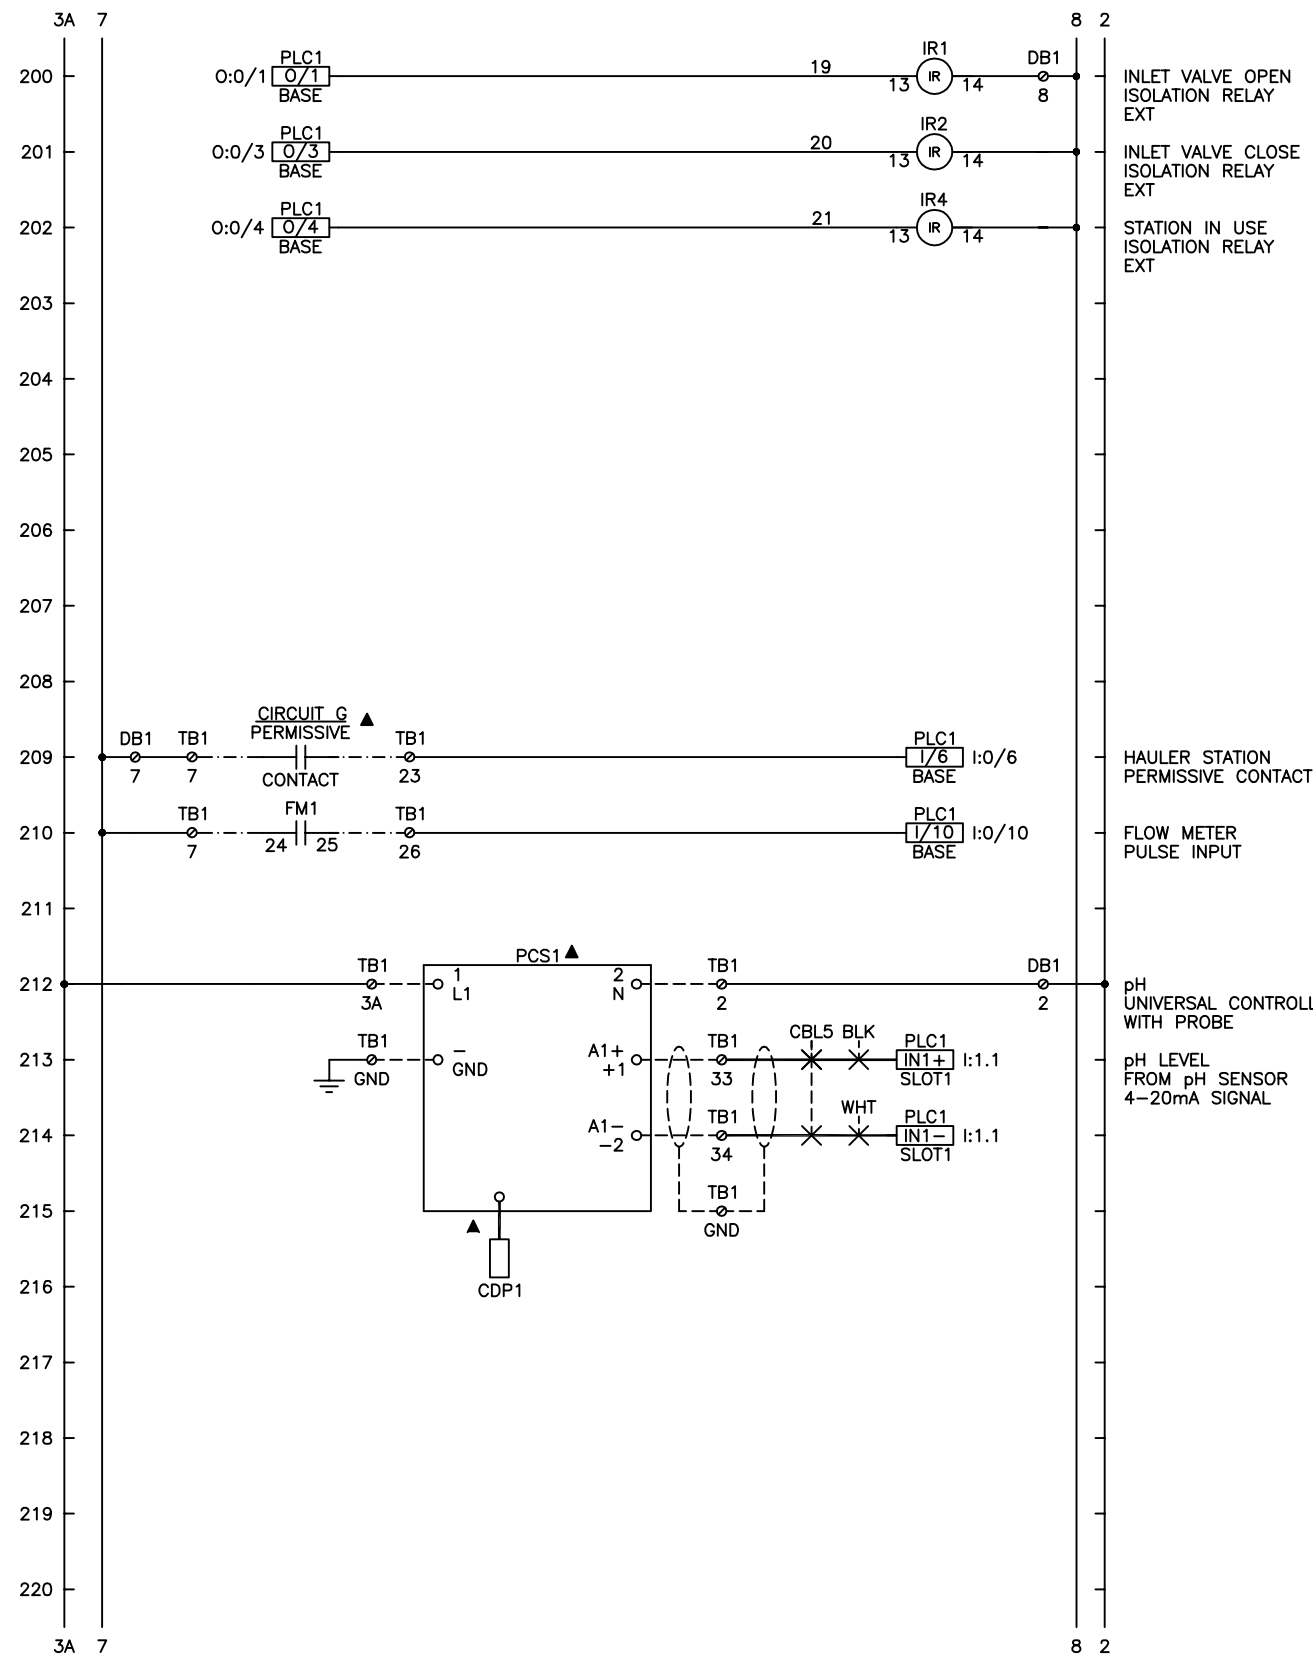 3A 7 8 2
200 O:0/1 PLC1 O/1 BASE 19 IR1 13 IR 14 DB1 8 INLET VALVE OPEN
ISOLATION RELAY
EXT
201 O:0/3 PLC1 O/3 BASE 20 IR2 13 IR 14 INLET VALVE CLOSE
ISOLATION RELAY
EXT
202 O:0/4 PLC1 O/4 BASE 21 IR4 13 IR 14 STATION IN USE
ISOLATION RELAY
EXT
203
204
205
206
207
208
CIRCUIT G
PERMISSIVE
209 DB1 7 TB1 7 CONTACT TB1 23 PLC1 I/6 BASE I:0/6 HAULER STATION
PERMISSIVE CONTACT
210 TB1 7 FM1 24 25 TB1 26 PLC1 I/10 BASE I:0/10 FLOW METER
PULSE INPUT
211
PCS1
212 TB1 3A 1 L1 2 N TB1 2 DB1 2 pH
UNIVERSAL CONTROLL
WITH PROBE
213 TB1 GND – GND A1+ +1 TB1 33 CBL5 BLK PLC1 IN1+ SLOT1 I:1.1 pH LEVEL
FROM pH SENSOR
4–20mA SIGNAL
214 A1– –2 TB1 34 WHT PLC1 IN1– SLOT1 I:1.1
215 TB1 GND
216 CDP1
217
218
219
220
3A 7 8 2